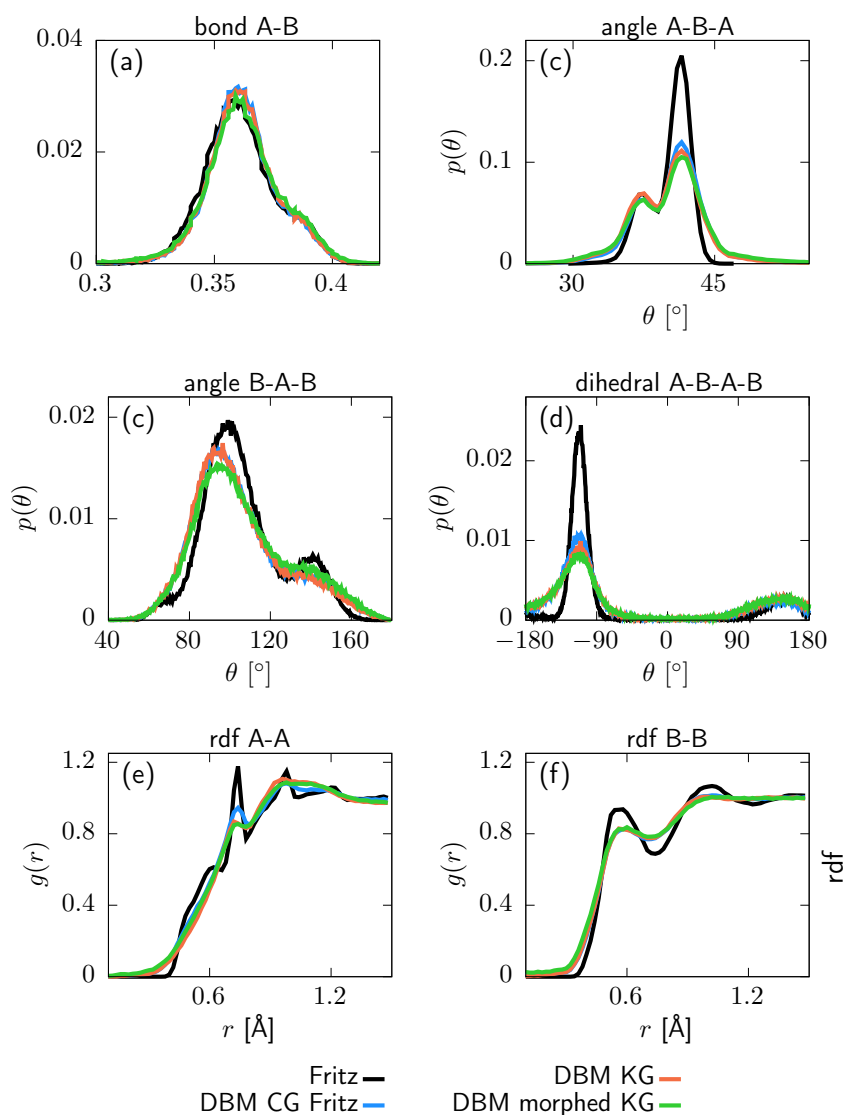 bond A-B
angle A-B-A
(a)
(c)
0.04
0.02
0
0.3
0.35
0.4
p(θ)
0.2
0.1
0
30
45
θ [°]
angle B-A-B
dihedral A-B-A-B
(c)
(d)
p(θ)
0.02
0.01
0
40
80
120
160
θ [°]
p(θ)
0.02
0.01
0
−180
−90
0
90
180
θ [°]
rdf A-A
rdf B-B
(e)
(f)
g(r)
1.2
0.8
0.4
0
0.6
1.2
r [Å]
g(r)
1.2
0.8
0.4
0
0.6
1.2
r [Å]
rdf
Fritz
DBM KG
DBM CG Fritz
DBM morphed KG